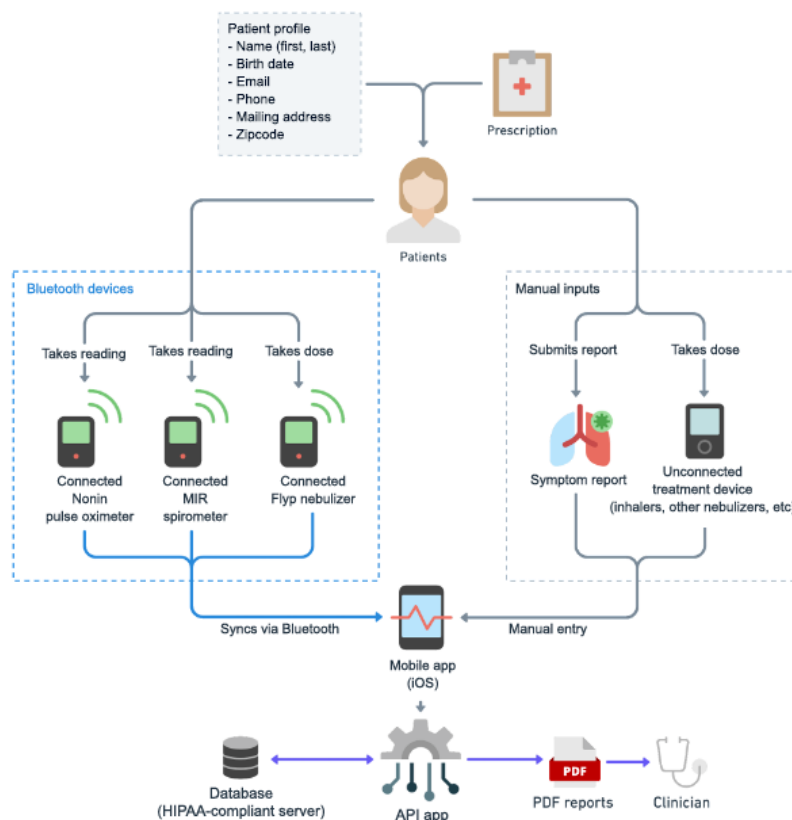 Patient profile
- Name (first, last)
- Birth date
- Email
- Phone
- Mailing address
- Zipcode
Prescription
Patients
Bluetooth devices
Manual inputs
Takes reading
Takes reading
Takes dose
Submits report
Takes dose
Connected
Nonin
pulse oximeter
Connected
MIR
spirometer
Connected
Flyp nebulizer
Symptom report
Unconnected
treatment device
(inhalers, other nebulizers, etc)
Syncs via Bluetooth
Manual entry
Mobile app
(iOS)
Database
(HIPAA-compliant server)
API app
PDF
PDF reports
Clinician